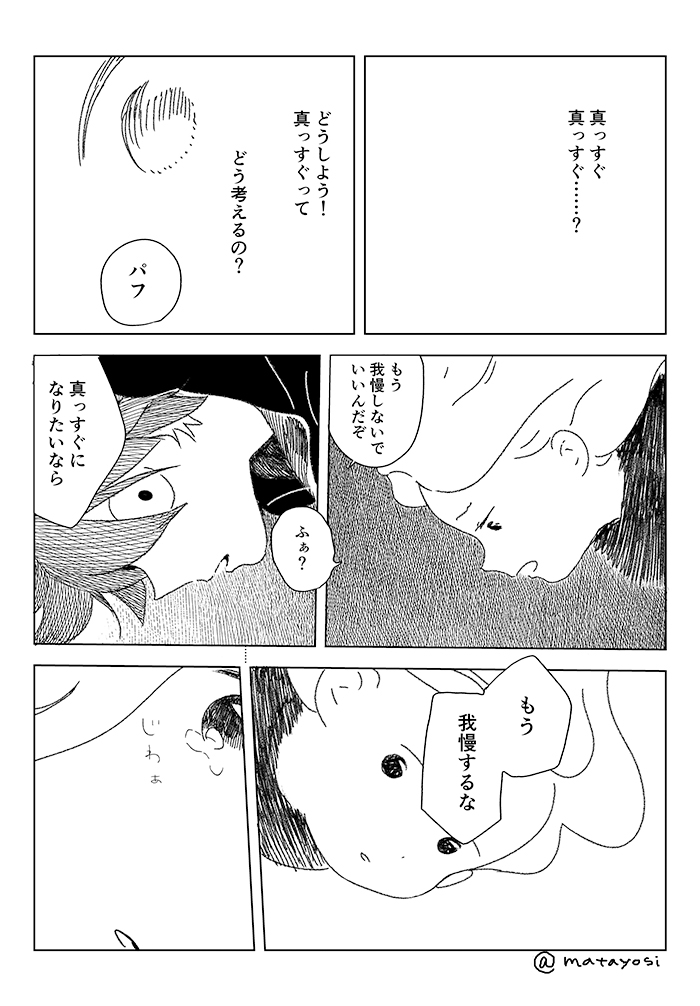 真っすぐ
真っすぐ……？
どうしよう！
真っすぐって
どう考えるの？
パフ
もう
我慢しないで
いいんだぞ
ふぁ？
真っすぐに
なりたいなら
もう
我慢するな
じわぁ
@matayosi